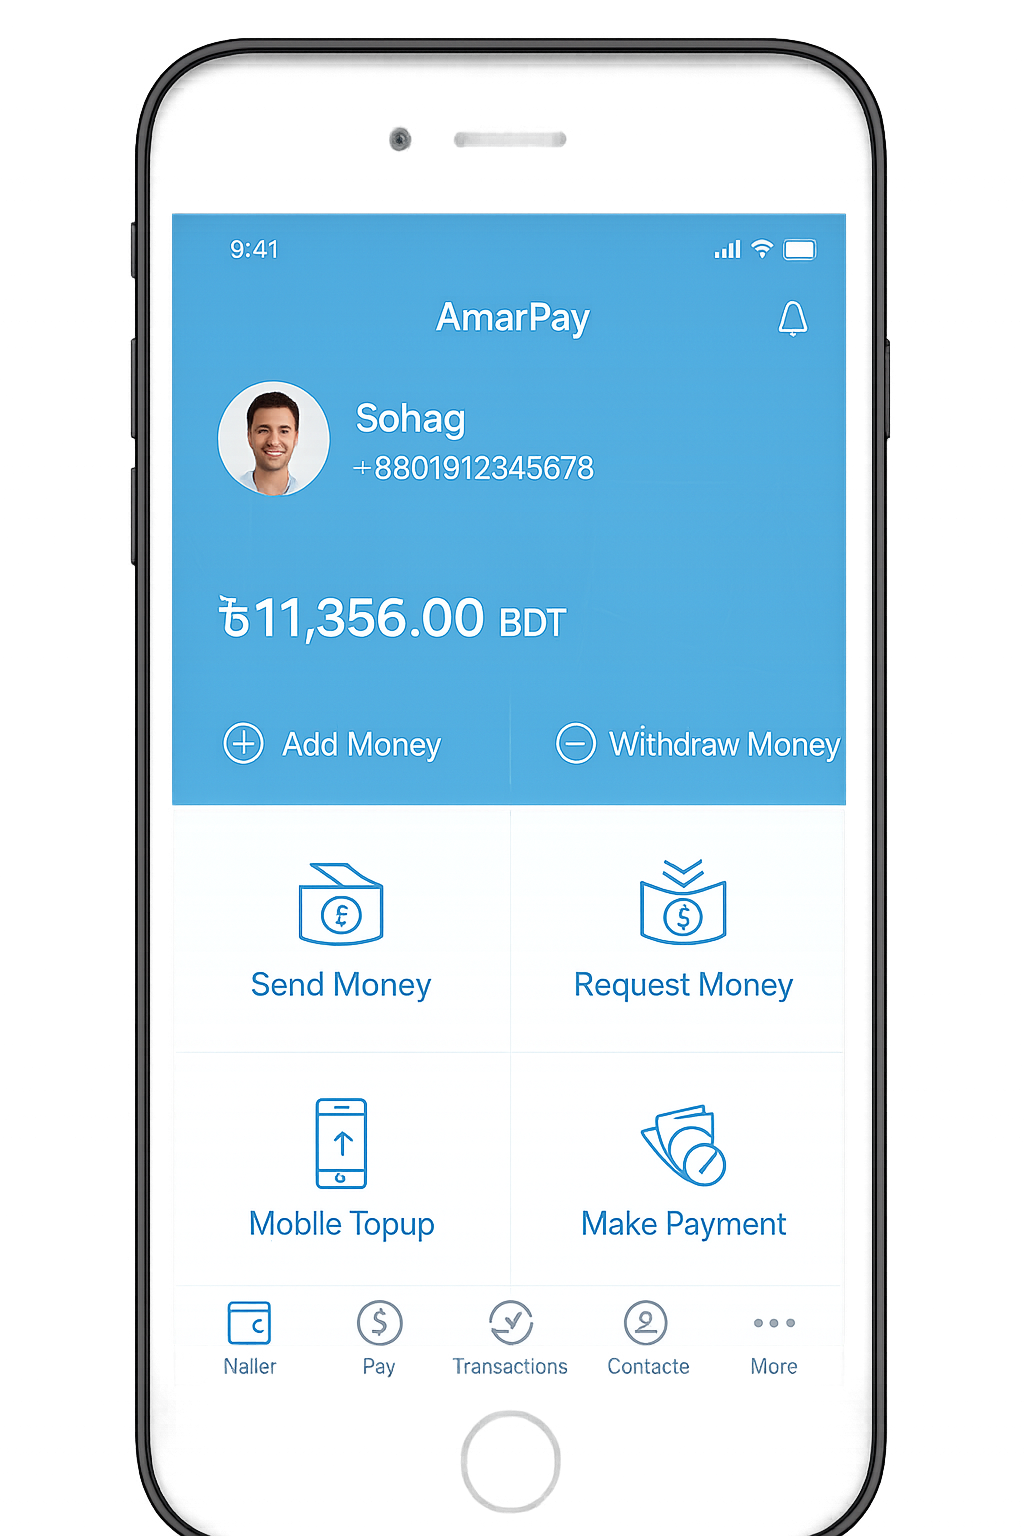 9:41
AmarPay
Sohag
+8801912345678
৳11,356.00 BDT
Add Money
Withdraw Money
£
$
Send Money
Request Money
Moblle Topup
Make Payment
$
Naller
Pay
Transactions
Contacte
More